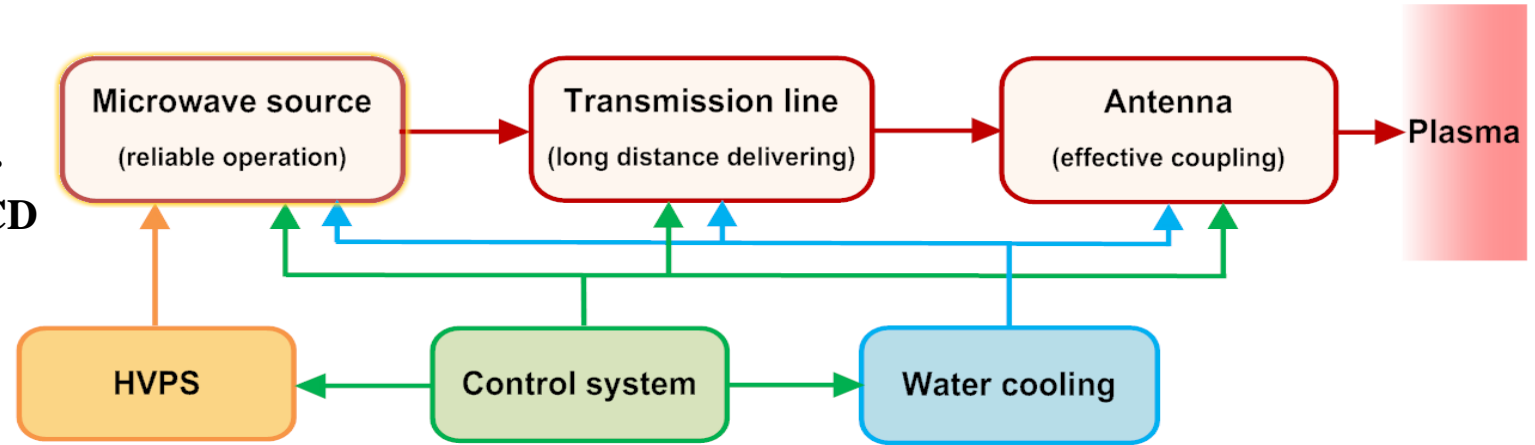 Microwave source
(reliable operation)
Transmission line
(long distance delivering)
Antenna
(effective coupling)
Plasma
CD
HVPS
Control system
Water cooling